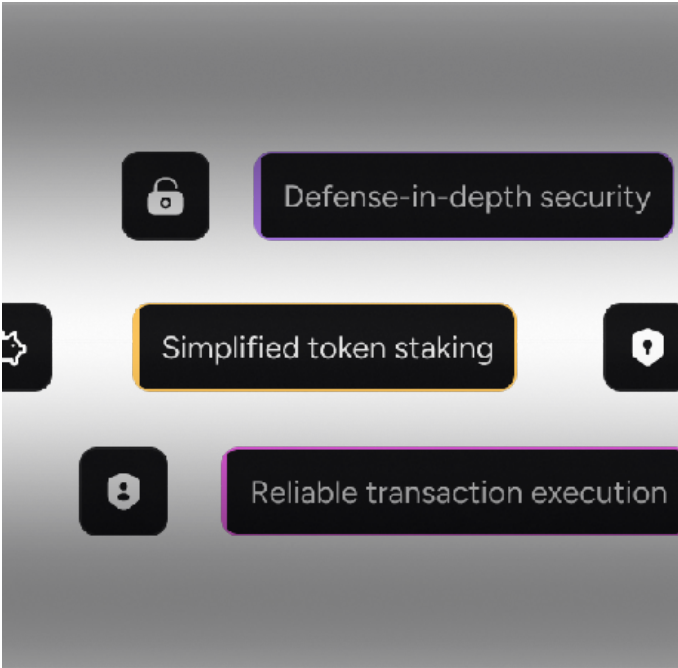 Defense-in-depth security
Simplified token staking
Reliable transaction execution